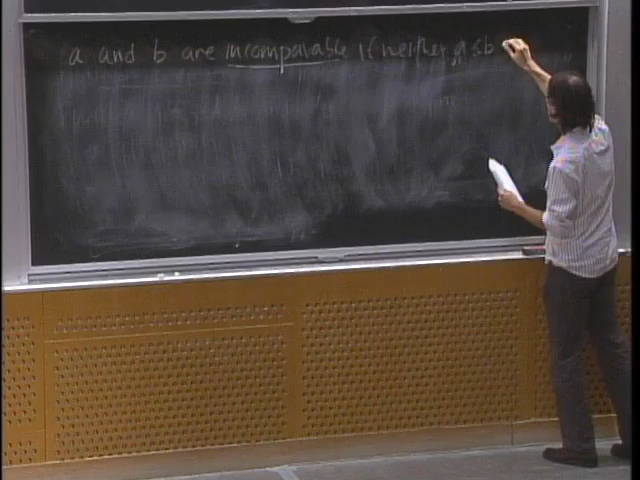 a and b are incomparable if neither a ≤ b